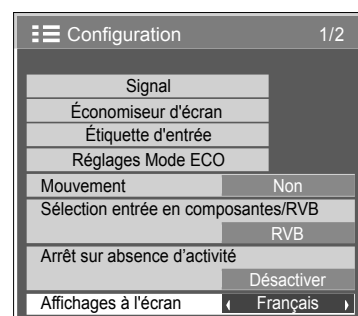 Configuration 1/2
Signal
Économiseur d'écran
Étiquette d'entrée
Réglages Mode ECO
Mouvement Non
Sélection entrée en composantes/RVB
RVB
Arrêt sur absence d’activité
Désactiver
Affichages à l'écran Français